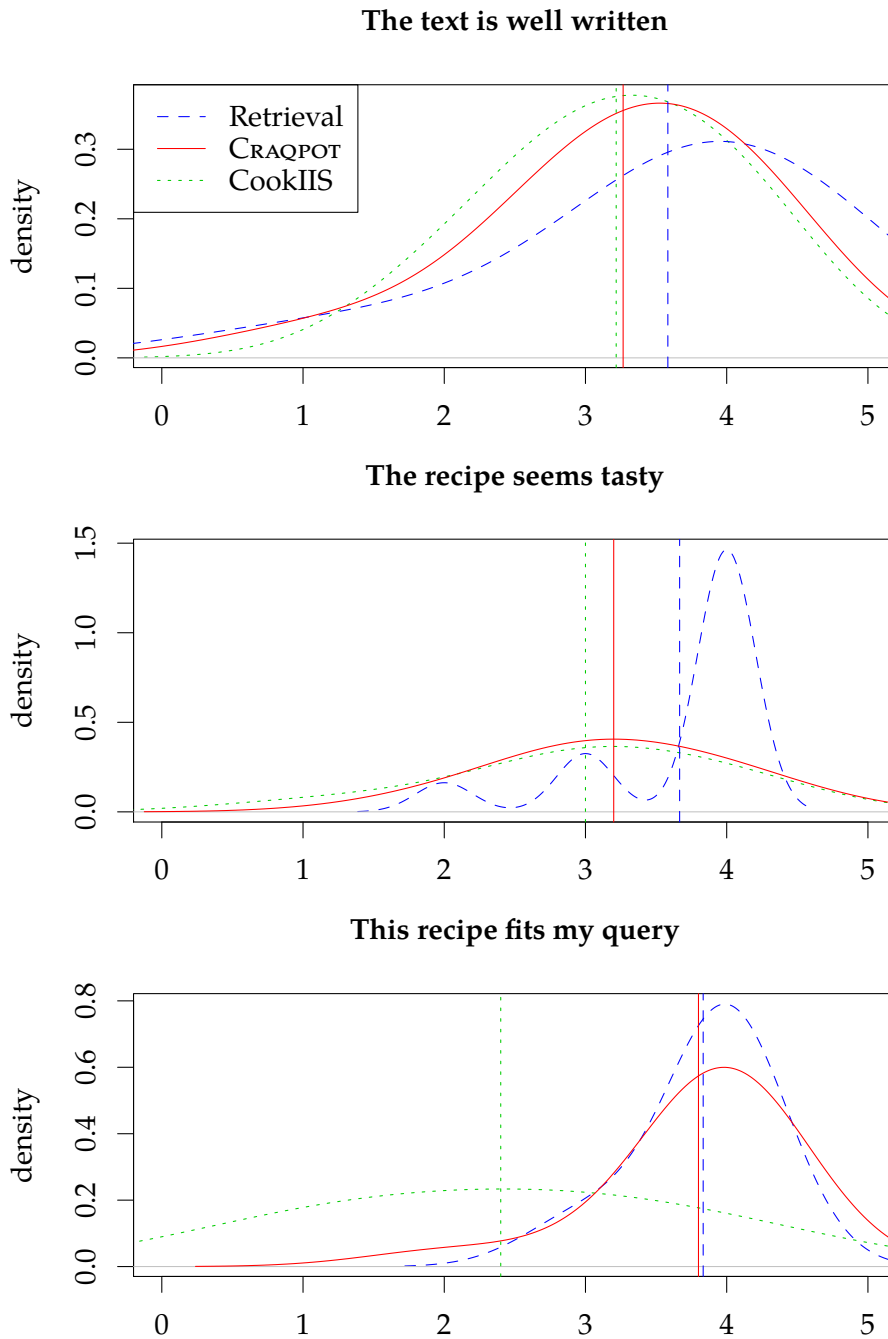 The text is well written
Retrieval
CRAQPOT
CookIIS
density
0.0 0.1 0.2 0.3
0 1 2 3 4 5
The recipe seems tasty
density
0.0 0.5 1.0 1.5
0 1 2 3 4 5
This recipe fits my query
density
0.0 0.2 0.4 0.6 0.8
0 1 2 3 4 5